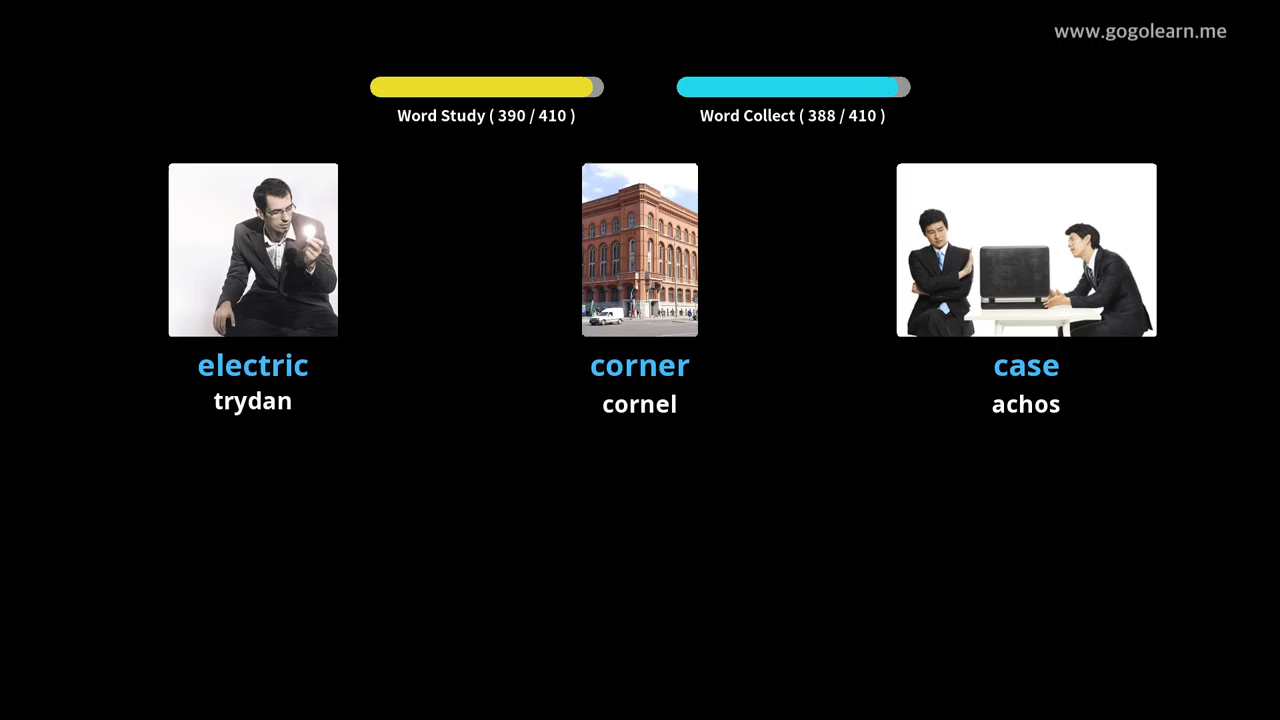 www.gogolearn.me
Word Study ( 390 / 410 )
Word Collect ( 388 / 410 )
electric
trydan
corner
cornel
case
achos